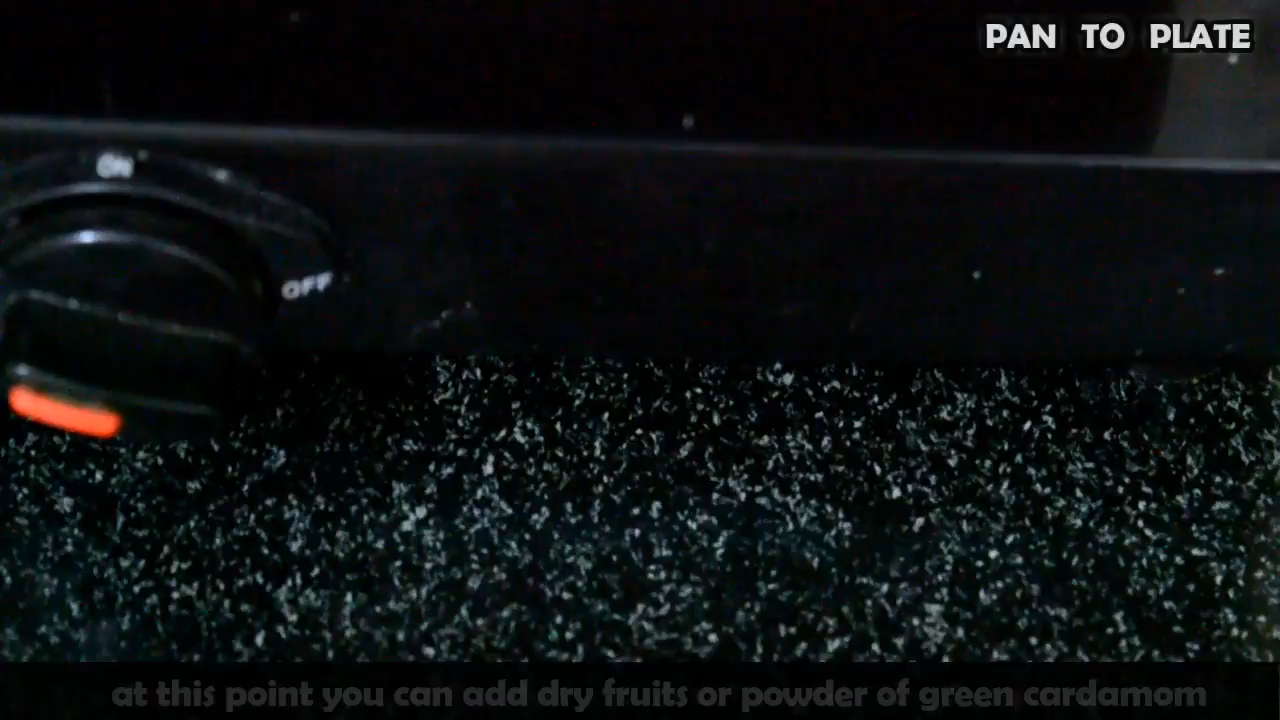 PAN TO PLATE
ON
OFF
at this point you can add dry fruits or powder of green cardamom